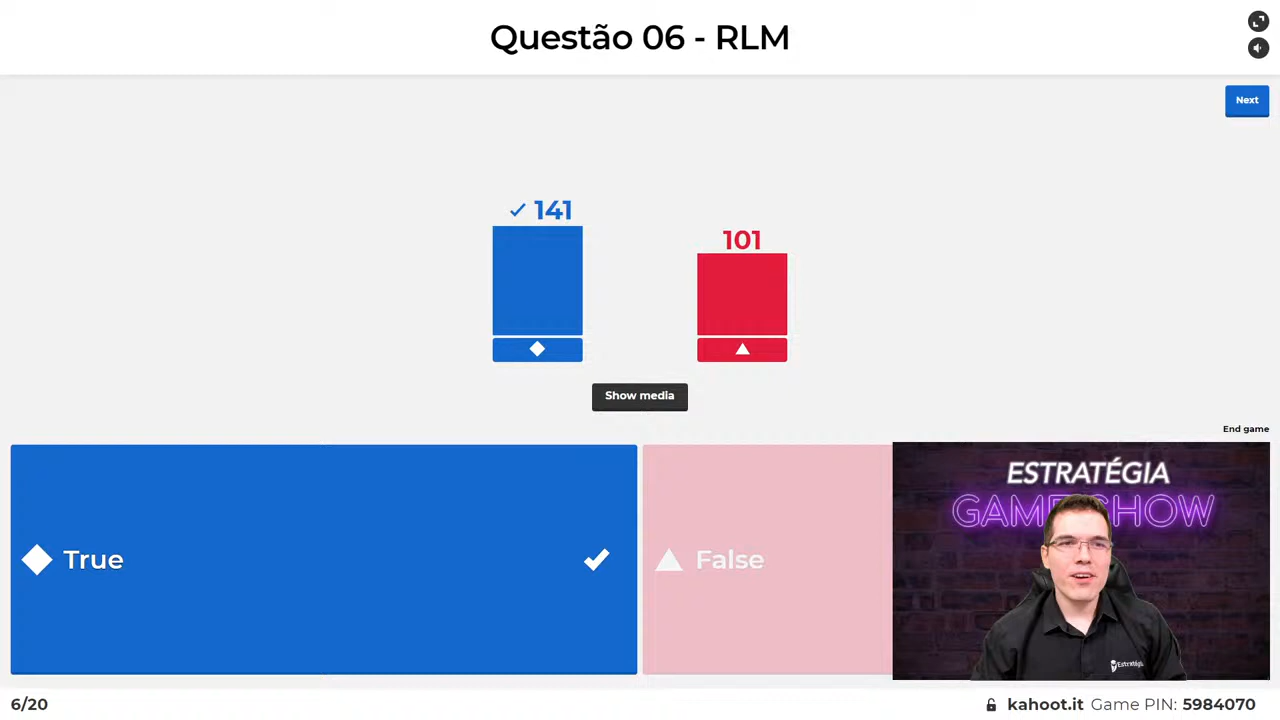 Questão 06 - RLM
Next
141
101
Show media
End game
True
False
ESTRATÉGIA
GAME SHOW
Estratégia
6/20
kahoot.it Game PIN: 5984070